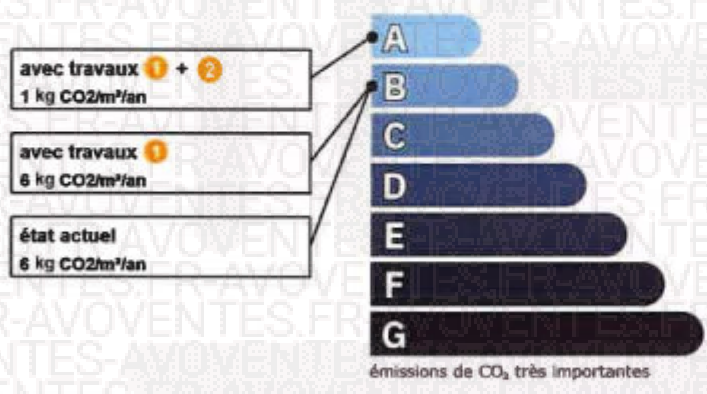 avec travaux 1 + 2
1 kg CO2/m²/an
avec travaux 1
6 kg CO2/m²/an
état actuel
6 kg CO2/m²/an
A
B
C
D
E
F
G
émissions de CO₂ très importantes